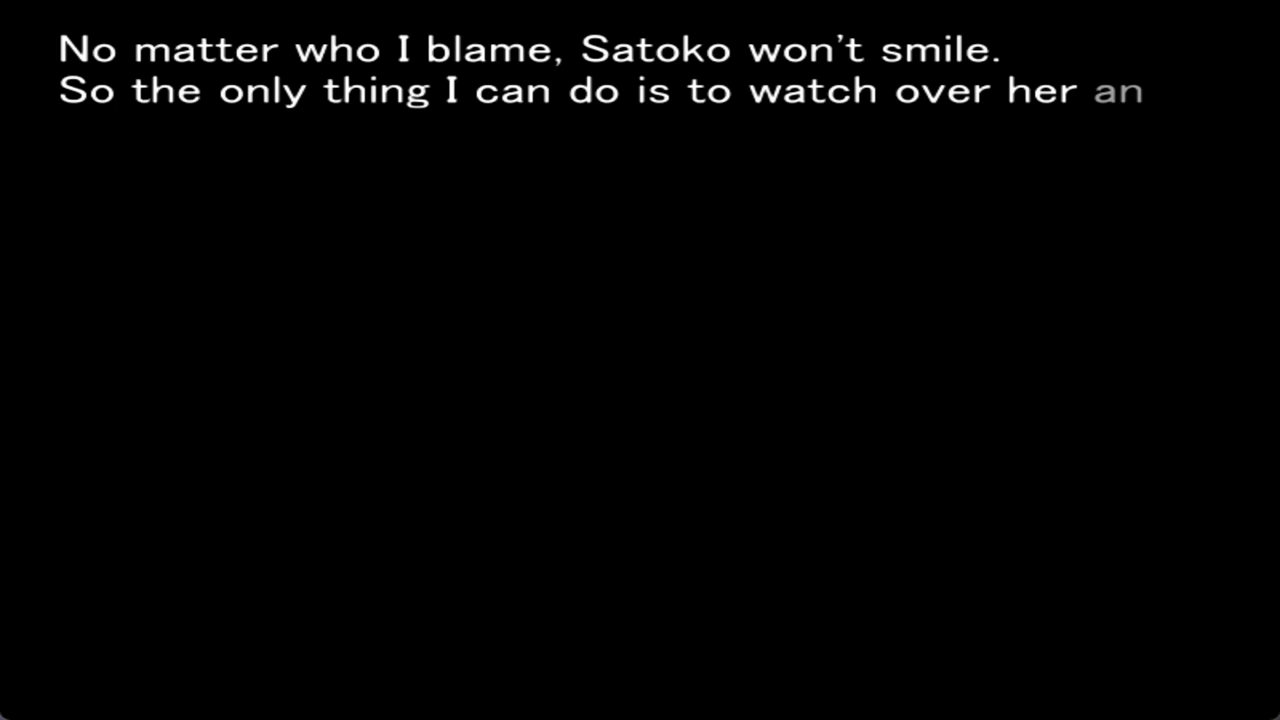 No matter who I blame, Satoko won't smile.
So the only thing I can do is to watch over her an